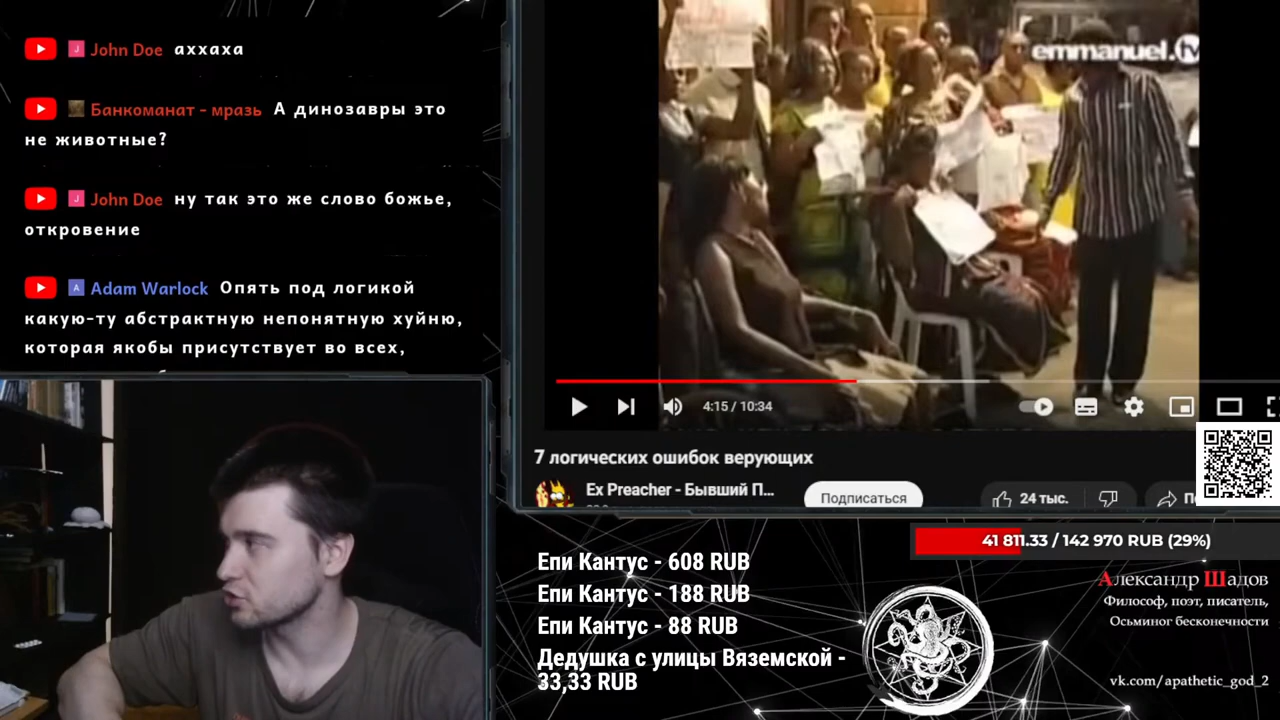 John Doe аххаха
Банкоманат - мразь А динозавры это
не животные?
John Doe ну так это же слово божье,
откровение
Adam Warlock Опять под логикой
какую-ту абстрактную непонятную хуйню,
которая якобы присутствует во всех,
emmanuel.tv
4:15 / 10:34
7 логических ошибок верующих
Ex Preacher - Бывший П...
Подписаться
24 тыс.
41 811.33 / 142 970 RUB (29%)
Епи Кантус - 608 RUB
Епи Кантус - 188 RUB
Епи Кантус - 88 RUB
Дедушка с улицы Вяземской -
33,33 RUB
Александр Шадов
Философ, поэт, писатель,
Осьминог бесконечности
vk.com/apathetic_god_2